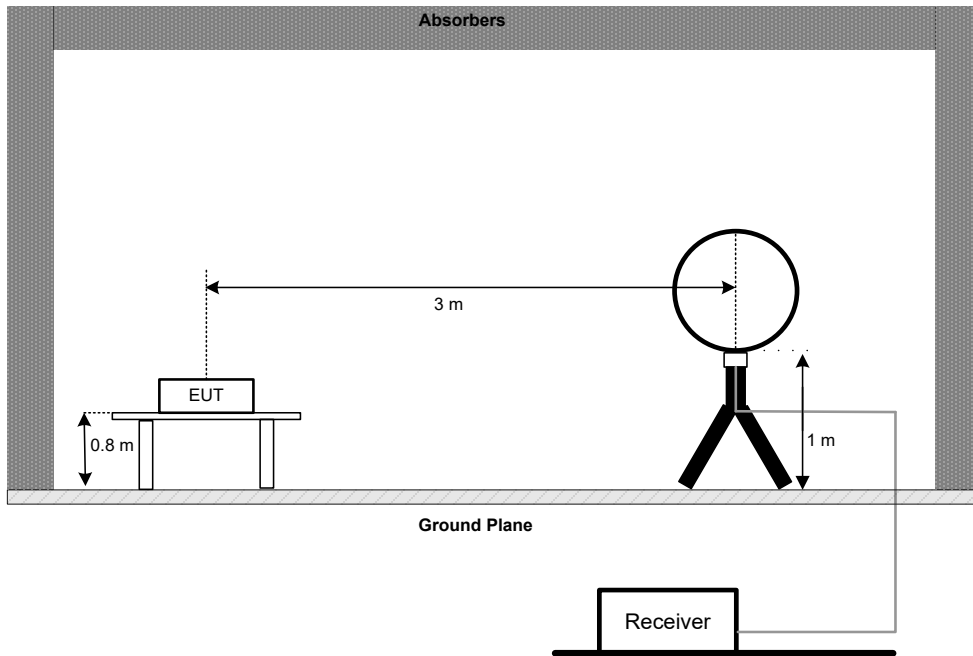 Absorbers
3 m
EUT
0.8 m
1 m
Ground Plane
Receiver